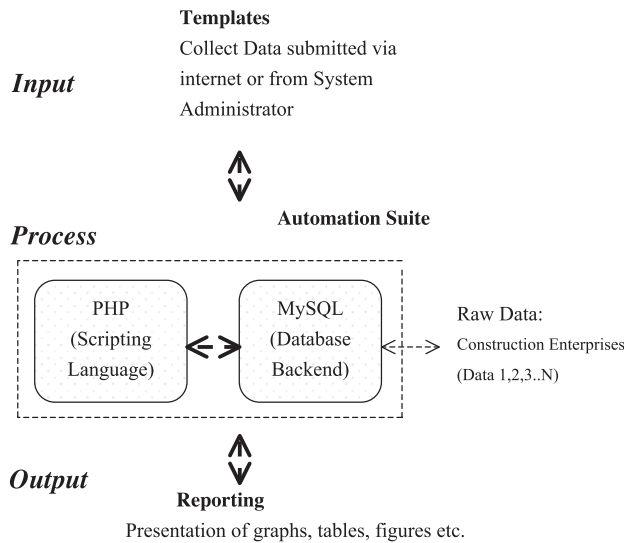 Templates
Collect Data submitted via
internet or from System
Administrator
Input
Automation Suite
Process
PHP
(Scripting
Language)
MySQL
(Database
Backend)
Raw Data:
Construction Enterprises
(Data 1,2,3..N)
Output
Reporting
Presentation of graphs, tables, figures etc.